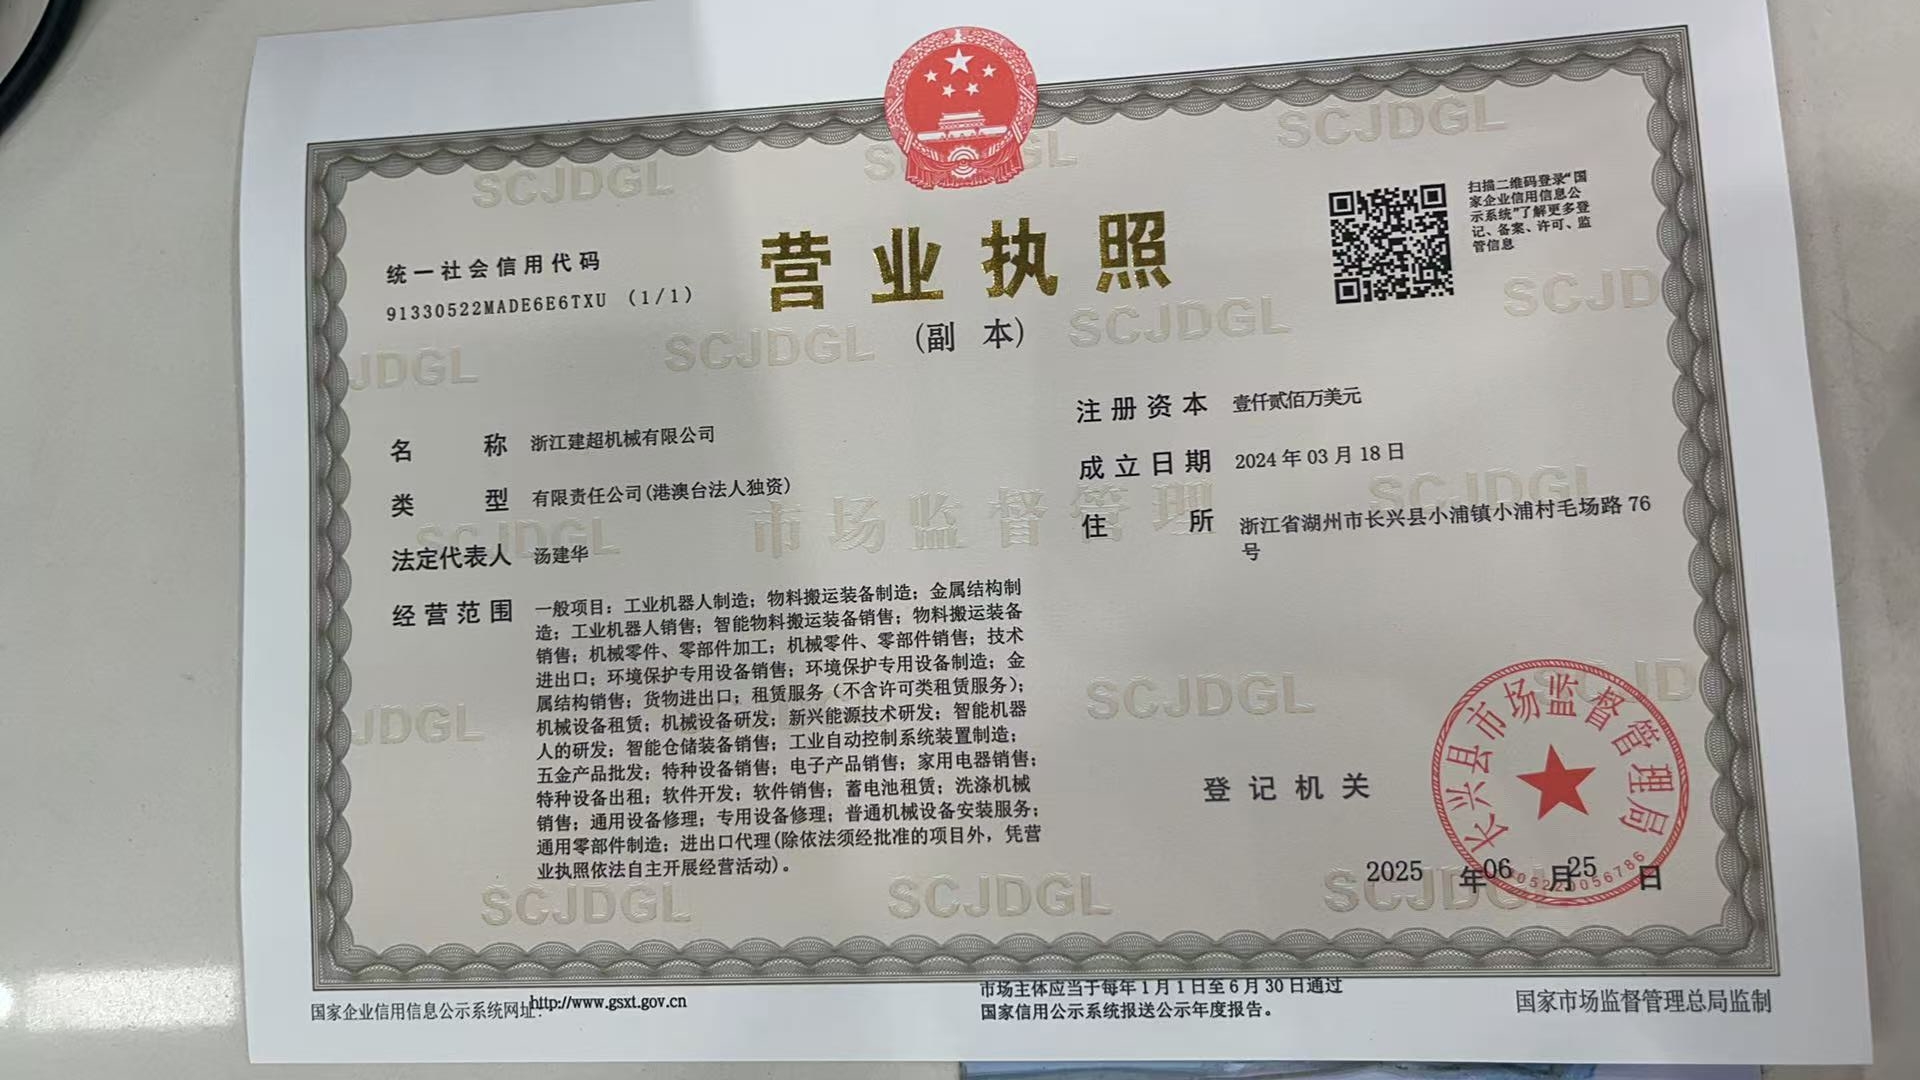 SCJDGL
SCJDGL
营业执照
(副 本)
统一社会信用代码
91330522MADE6E6TXU (1/1)
扫描二维码登录“国
家企业信用信息公
示系统”了解更多登
记、备案、许可、监
管信息
名 称 浙江建超机械有限公司
类 型 有限责任公司(港澳台法人独资)
法定代表人 汤建华
经营范围 一般项目：工业机器人制造；物料搬运装备制造；金属结构制
造；工业机器人销售；智能物料搬运装备销售；物料搬运装备
销售；机械零件、零部件加工；机械零件、零部件销售；技术
进出口；环境保护专用设备销售；环境保护专用设备制造；金
属结构销售；货物进出口；租赁服务（不含许可类租赁服务）；
机械设备租赁；机械设备研发；新兴能源技术研发；智能机器
人的研发；智能仓储装备销售；工业自动控制系统装置制造；
五金产品批发；特种设备销售；电子产品销售；家用电器销售；
特种设备出租；软件开发；软件销售；蓄电池租赁；洗涤机械
销售；通用设备修理；专用设备修理；普通机械设备安装服务；
通用零部件制造；进出口代理(除依法须经批准的项目外，凭营
业执照依法自主开展经营活动)。
注册资本 壹仟贰佰万美元
成立日期 2024年03月18日
住 所 浙江省湖州市长兴县小浦镇小浦村毛场路76
号
市场监督管理
登记机关
长兴县市场监督管理局
2025 年 06 月 25 日
国家企业信用信息公示系统网址：http://www.gsxt.gov.cn
市场主体应当于每年1月1日至6月30日通过
国家信用公示系统报送公示年度报告。
国家市场监督管理总局监制